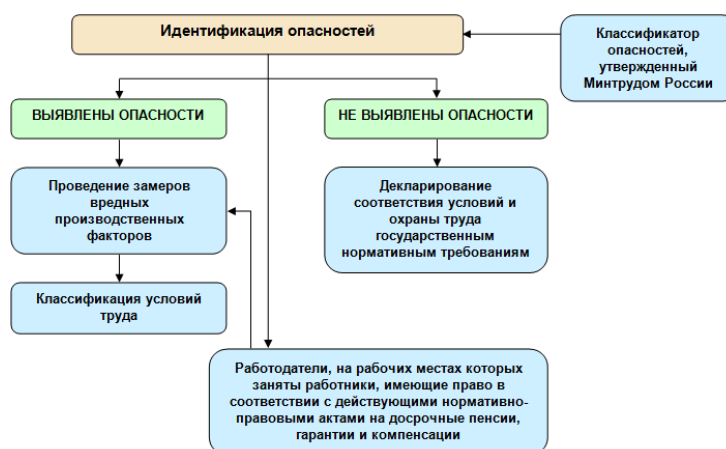 Идентификация опасностей
Классификатор
опасностей,
утвержденный
Минтрудом России
ВЫЯВЛЕНЫ ОПАСНОСТИ
НЕ ВЫЯВЛЕНЫ ОПАСНОСТИ
Проведение замеров
вредных
производственных
факторов
Декларирование
соответствия условий и
охраны труда
государственным
нормативным требованиям
Классификация условий
труда
Работодатели, на рабочих местах которых
заняты работники, имеющие право в
соответствии с действующими нормативно-
правовыми актами на досрочные пенсии,
гарантии и компенсации